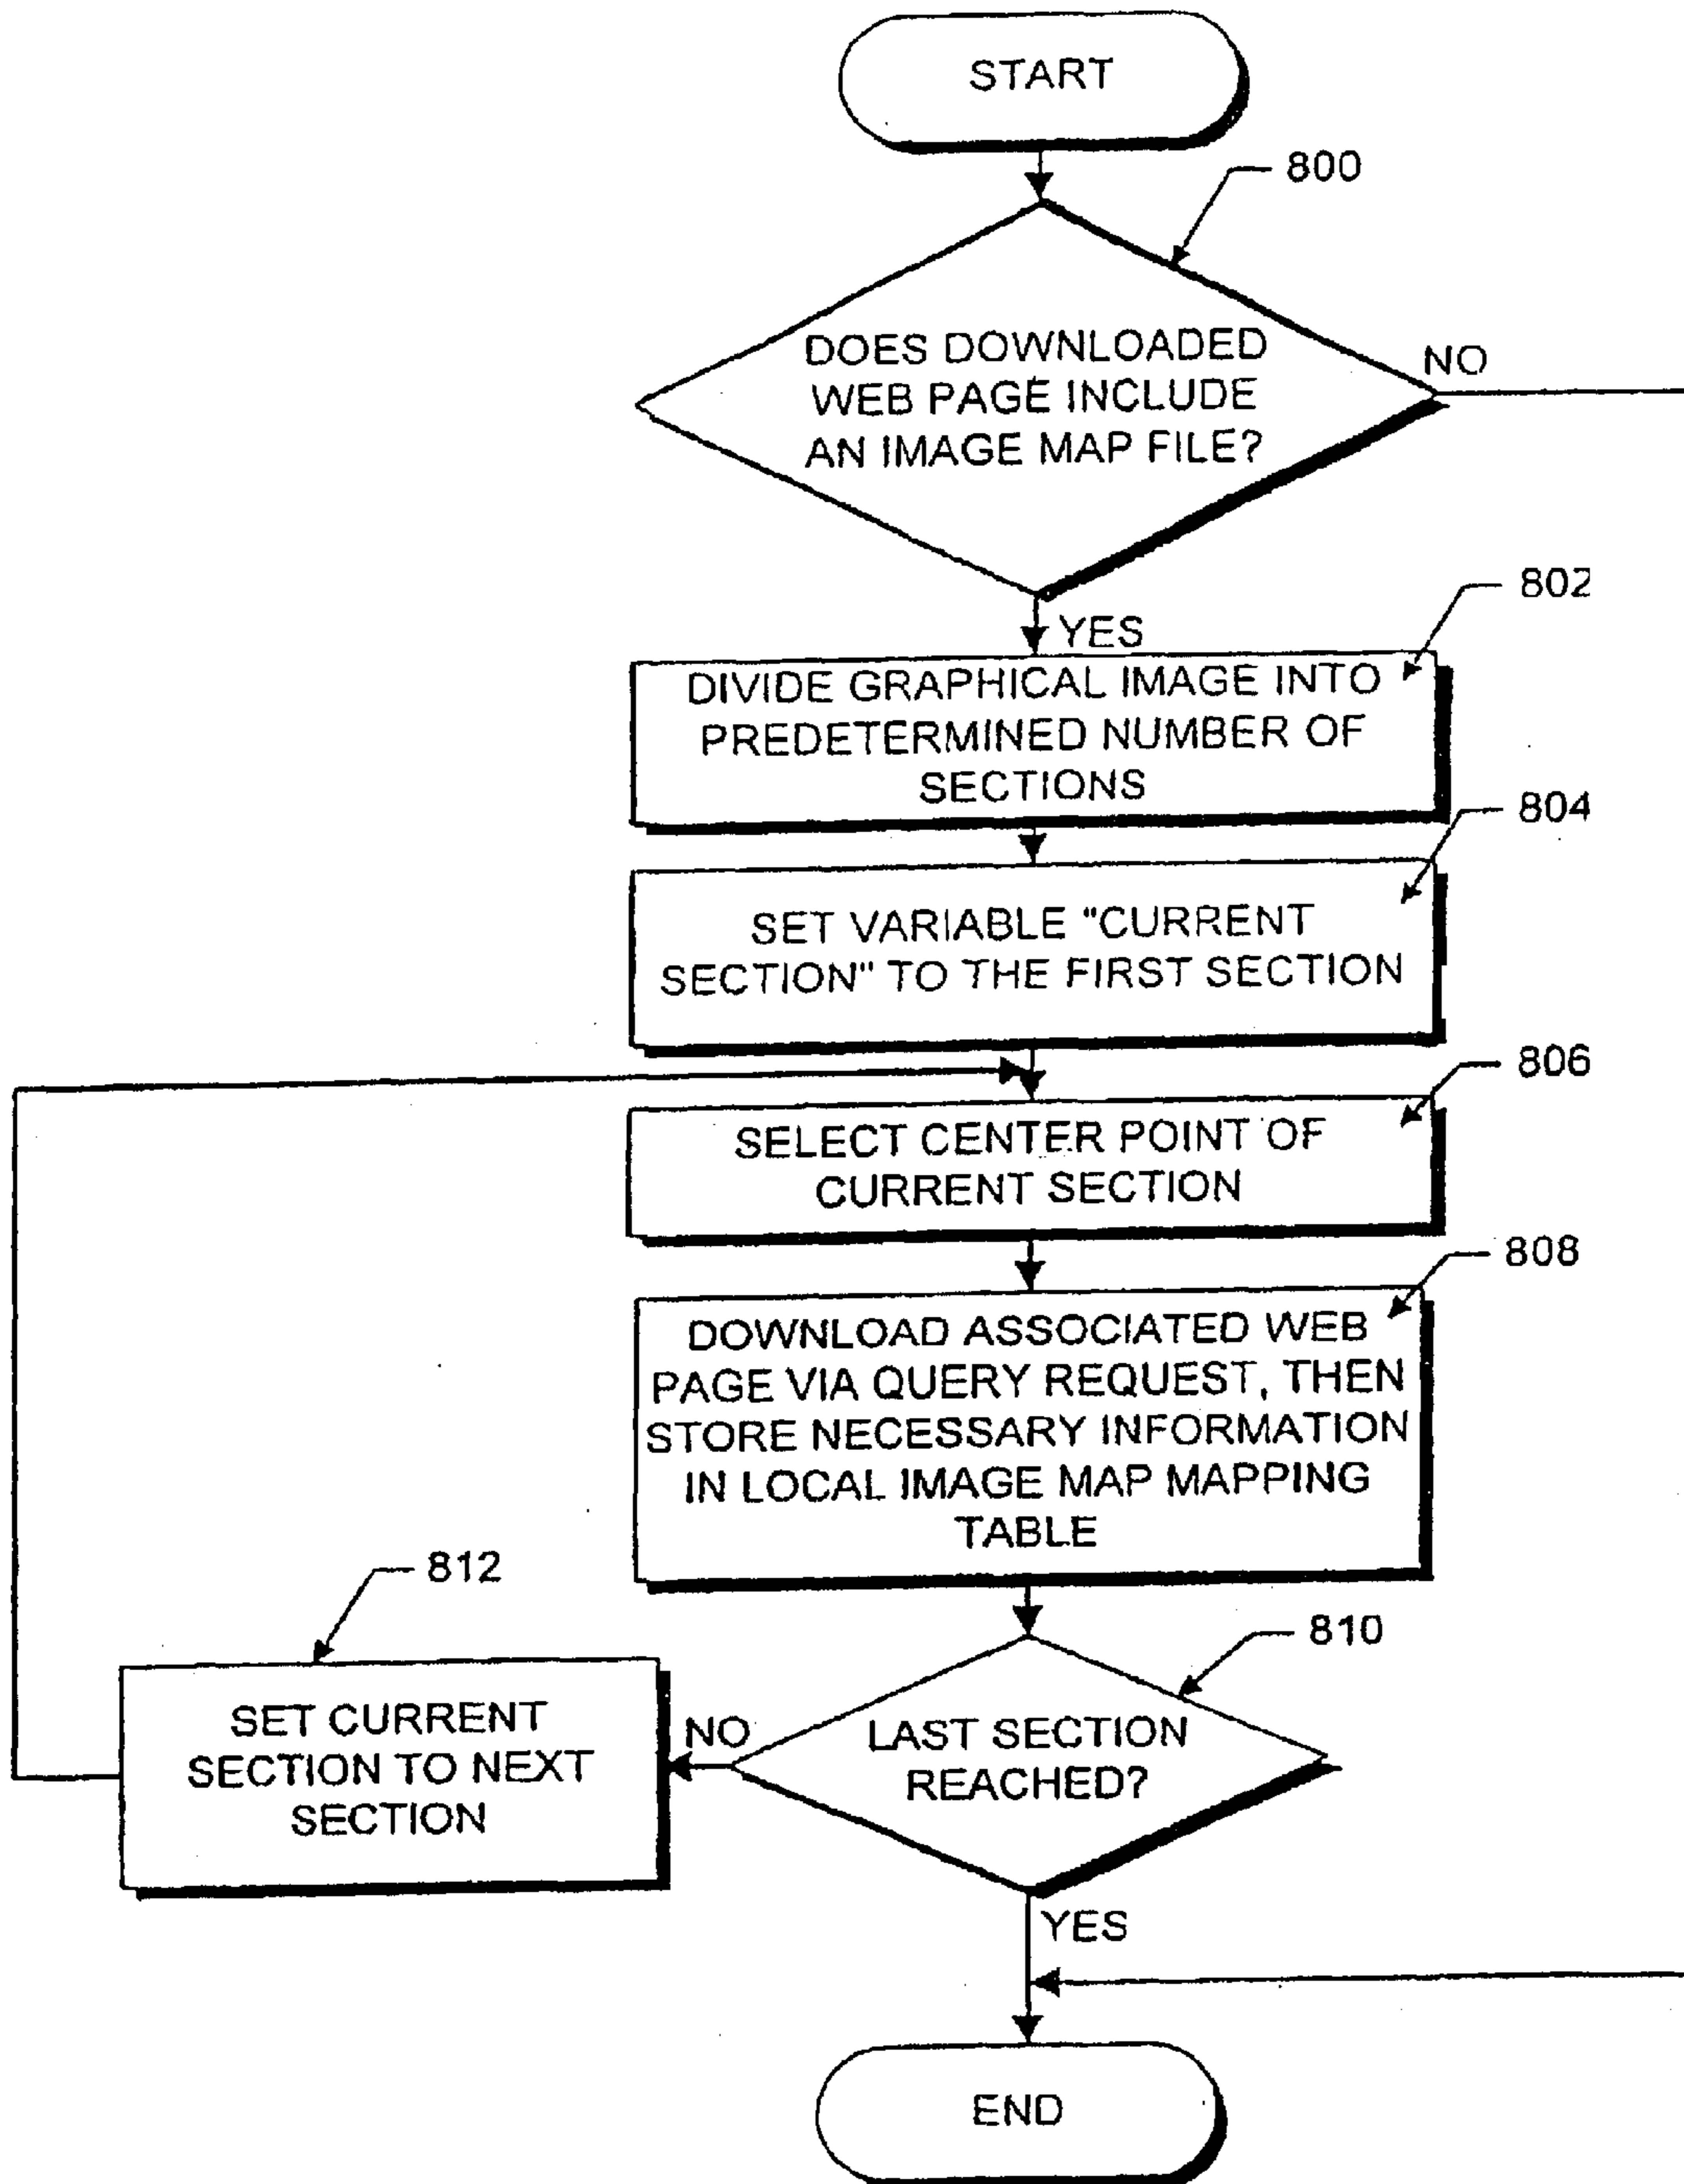 START
800
DOES DOWNLOADED
WEB PAGE INCLUDE
AN IMAGE MAP FILE?
NO
YES
802
DIVIDE GRAPHICAL IMAGE INTO
PREDETERMINED NUMBER OF
SECTIONS
804
SET VARIABLE "CURRENT
SECTION" TO THE FIRST SECTION
806
SELECT CENTER POINT OF
CURRENT SECTION
808
DOWNLOAD ASSOCIATED WEB
PAGE VIA QUERY REQUEST, THEN
STORE NECESSARY INFORMATION
IN LOCAL IMAGE MAP MAPPING
TABLE
810
LAST SECTION
REACHED?
NO
812
SET CURRENT
SECTION TO NEXT
SECTION
YES
END